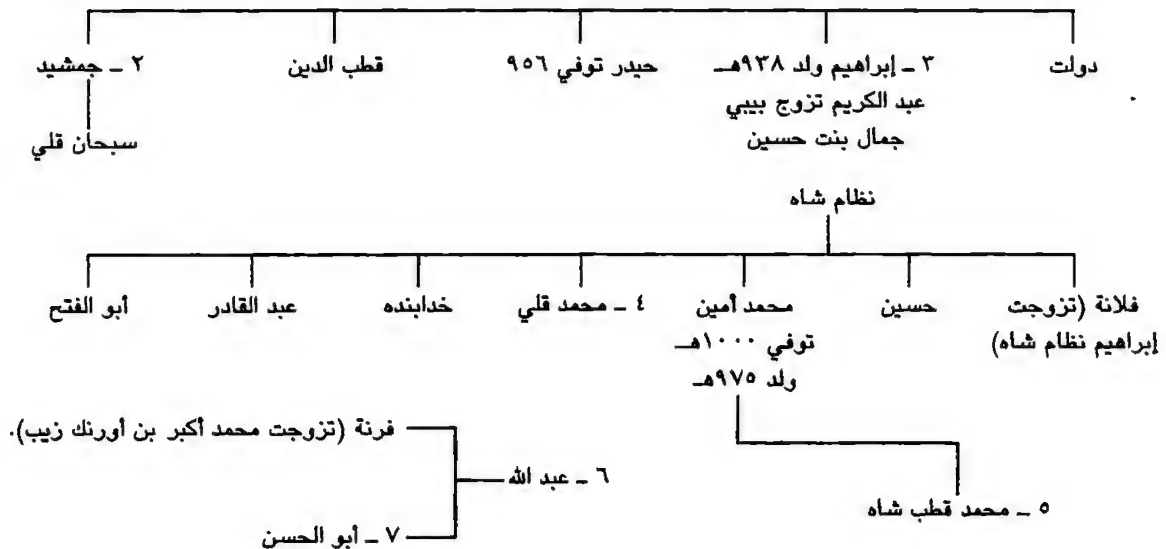 دولت
٣ ـ إبراهيم ولد ٩٣٨هـ
عبد الكريم تزوج بيبي
جمال بنت حسين
نظام شاه
حيدر توفي ٩٥٦
قطب الدين
٢ ـ جمشيد
سبحان قلي
فلانة (تزوجت
إبراهيم نظام شاه)
حسين
محمد أمين
توفي ١٠٠٠هـ
ولد ٩٧٥هـ
٤ ـ محمد قلي
خدابنده
عبد القادر
أبو الفتح
٥ ـ محمد قطب شاه
٦ ـ عبد الله
فرنة (تزوجت محمد أكبر بن أورنك زيب).
٧ ـ أبو الحسن